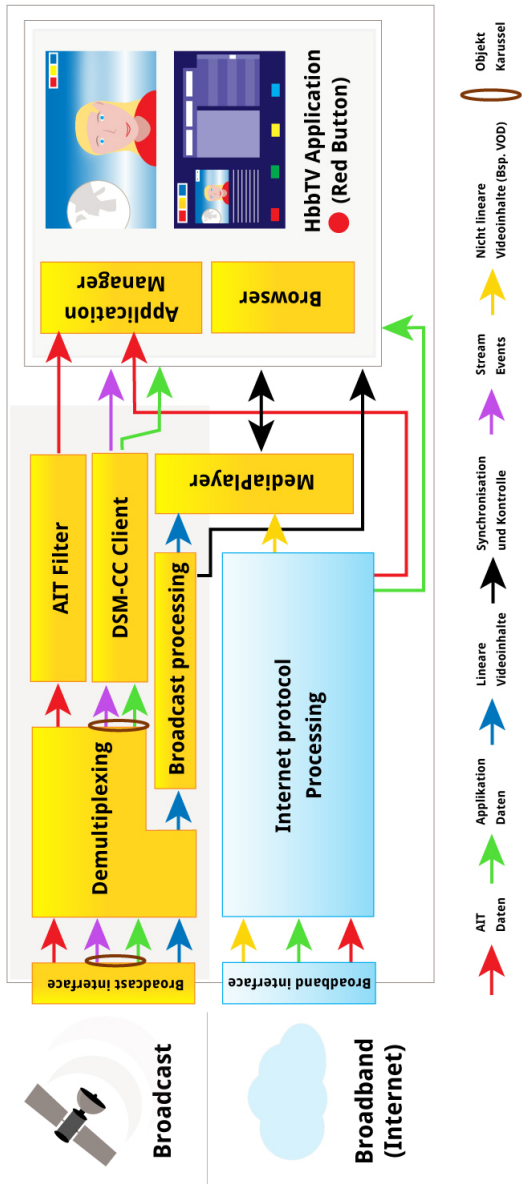 Broadcast
Broadband
(Internet)
Broadcast interface
Broadband interface
Demultiplexing
AIT Filter
DSM-CC Client
Broadcast processing
Internet protocol
Processing
MediaPlayer
Application
Manager
Browser
HbbTV Application
(Red Button)
AIT
Daten
Applikation
Daten
Lineare
Videoinhalte
Synchronisation
und Kontrolle
Stream
Events
Nicht lineare
Videoinhalte (Bsp. VOD)
Objekt
Karussel